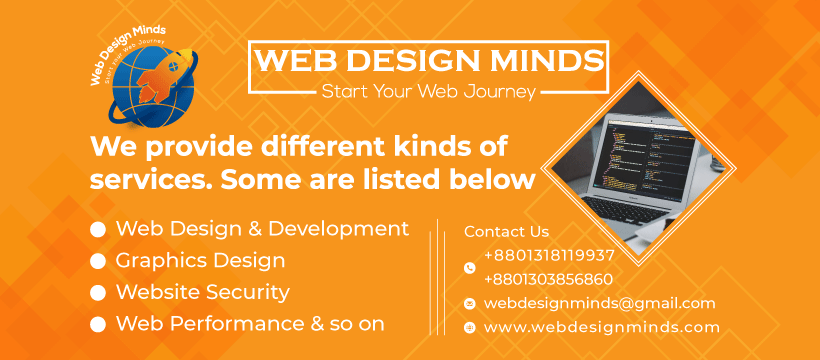 Web Design Minds
Start your Web Journey
WEB DESIGN MINDS
Start Your Web Journey
We provide different kinds of
services. Some are listed below
Web Design & Development
Graphics Design
Website Security
Web Performance & so on
Contact Us
+8801318119937
+8801303856860
webdesignminds@gmail.com
www.webdesignminds.com